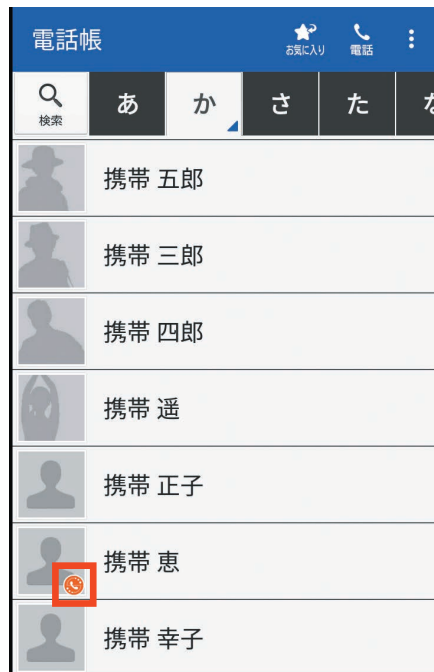 電話帳
お気に入り 電話
検索 あ か さ た な
携帯 五郎
携帯 三郎
携帯 四郎
携帯 遥
携帯 正子
携帯 恵
携帯 幸子